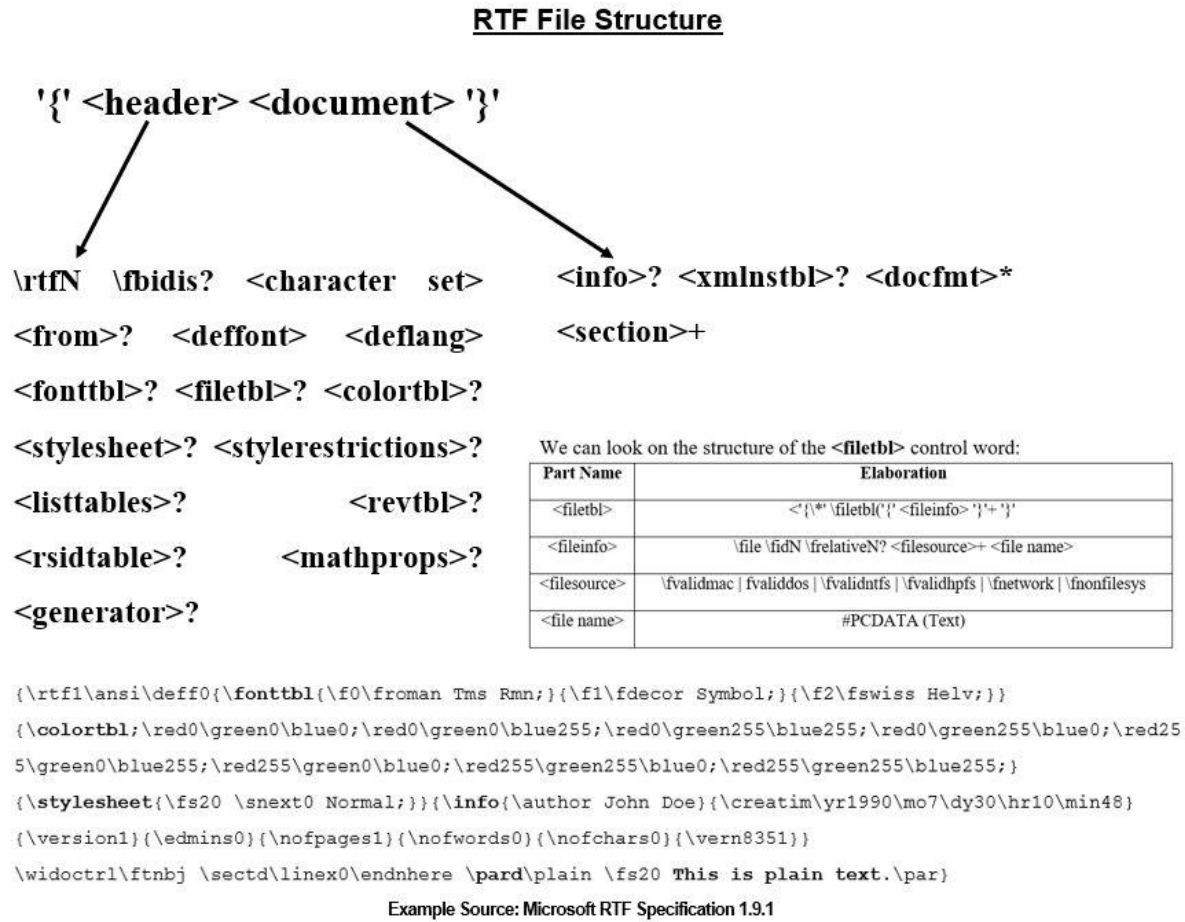 RTF File Structure
'{' <header> <document> '}'
\rtfN \fbidis? <character set>
<from>? <deffont> <deflang>
<fonttbl>? <filetbl>? <colortbl>?
<stylesheet>? <stylerestrictions>?
<listtables>? <revtbl>?
<rsidtable>? <mathprops>?
<generator>?
<info>? <xmlnstbl>? <docfmt>*
<section>+
We can look on the structure of the <filetbl> control word:
Part Name Elaboration
<filetbl> <'{\*' \filetbl('{' <fileinfo> '}'+ '}'
<fileinfo> \file \fidN \frelativeN? <filesource>+ <file name>
<filesource> \fvalidmac | fvaliddos | \fvalidntfs | \fvalidhpfs | \fnetwork | \fnonfilesys
<file name> #PCDATA (Text)
{\rtf1\ansi\deff0{\fonttbl{\f0\froman Tms Rmn;}{\f1\fdecor Symbol;}{\f2\fswiss Helv;}}
{\colortbl;\red0\green0\blue0;\red0\green0\blue255;\red0\green255\blue255;\red0\green255\blue0;\red25
5\green0\blue255;\red255\green0\blue0;\red255\green255\blue0;\red255\green255\blue255;}
{\stylesheet{\fs20 \snext0 Normal;}}{\info{\author John Doe}{\creatim\yr1990\mo7\dy30\hr10\min48}
{\version1}{\edmins0}{\nofpages1}{\nofwords0}{\nofchars0}{\vern8351}}
\widoctrl\ftnbj \sectd\linex0\endnhere \pard\plain \fs20 This is plain text.\par}
Example Source: Microsoft RTF Specification 1.9.1